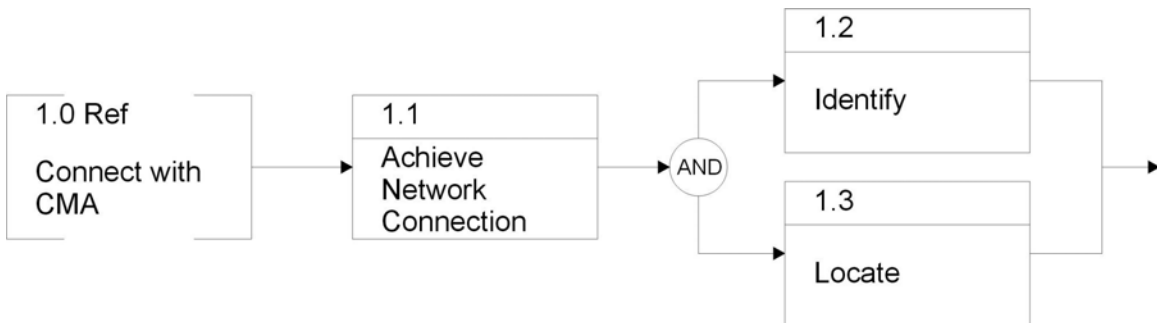 1.0 Ref
Connect with
CMA
1.1
Achieve
Network
Connection
AND
1.2
Identify
1.3
Locate